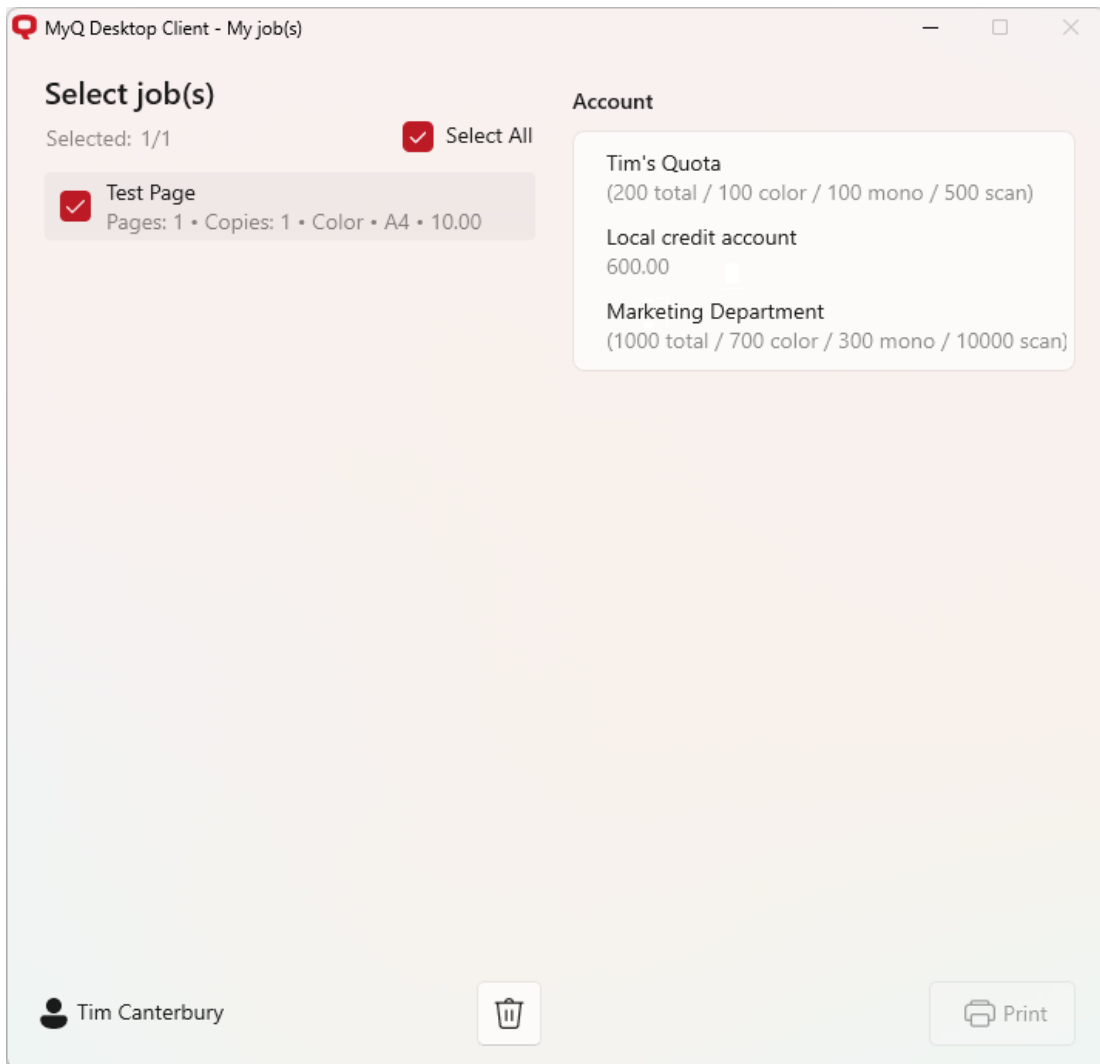 MyQ Desktop Client - My job(s)
Select job(s)
Selected: 1/1
Select All
Test Page
Pages: 1 • Copies: 1 • Color • A4 • 10.00
Account
Tim's Quota
(200 total / 100 color / 100 mono / 500 scan)
Local credit account
600.00
Marketing Department
(1000 total / 700 color / 300 mono / 10000 scan)
Tim Canterbury
Print